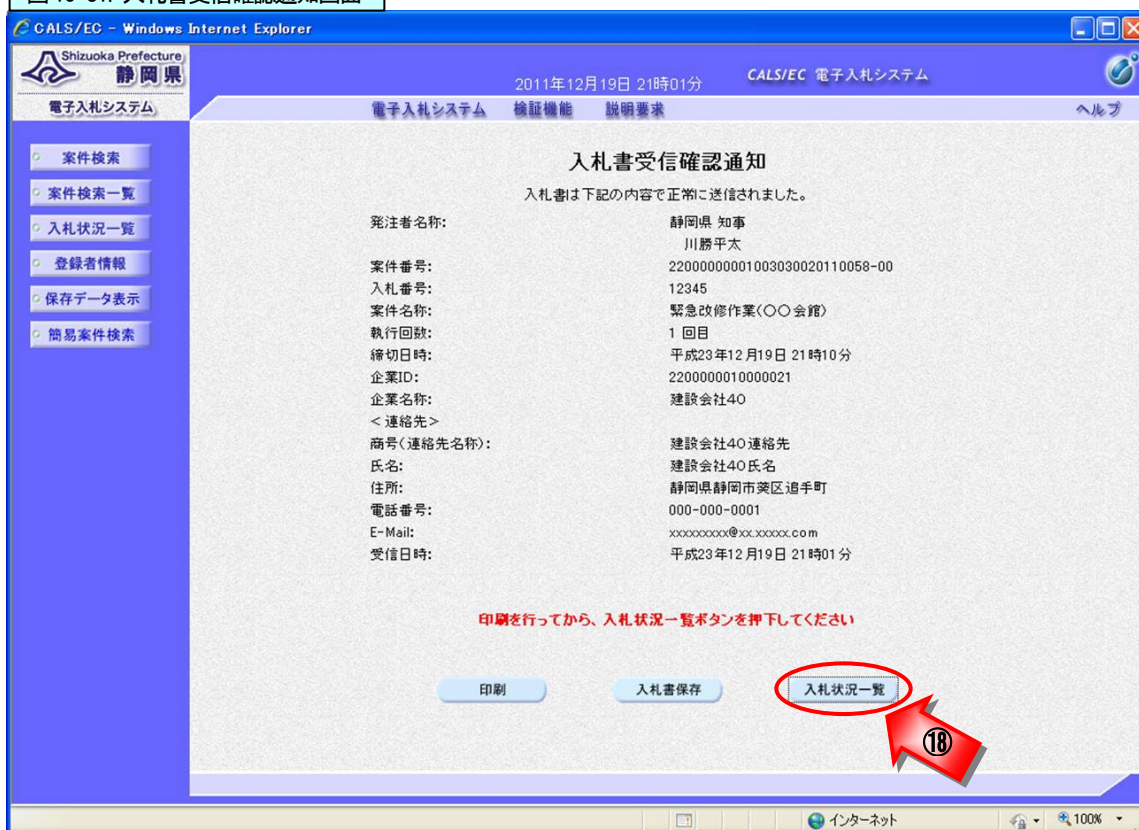 CALS/EC - Windows Internet Explorer
Shizuoka Prefecture
静岡県
2011年12月19日 21時01分
CALS/EC 電子入札システム
電子入札システム
電子入札システム 検証機能 説明要求 ヘルプ
案件検索
案件検索一覧
入札状況一覧
登録者情報
保存データ表示
簡易案件検索
入札書受信確認通知
入札書は下記の内容で正常に送信されました。
発注者名称: 静岡県 知事
川勝平太
案件番号: 2200000000100303002011​0058-00
入札番号: 12345
案件名称: 緊急改修作業(〇〇会館)
執行回数: 1 回目
締切日時: 平成23年12月19日 21時10分
企業ID: 2200000010000021
企業名称: 建設会社40
<連絡先>
商号(連絡先名称): 建設会社40連絡先
氏名: 建設会社40氏名
住所: 静岡県静岡市葵区追手町
電話番号: 000-000-0001
E-Mail: xxxxxxxxx@xx.xxxxx.com
受信日時: 平成23年12月19日 21時01分
印刷を行ってから、入札状況一覧ボタンを押下してください
印刷 入札書保存 入札状況一覧
⑱
インターネット 100%